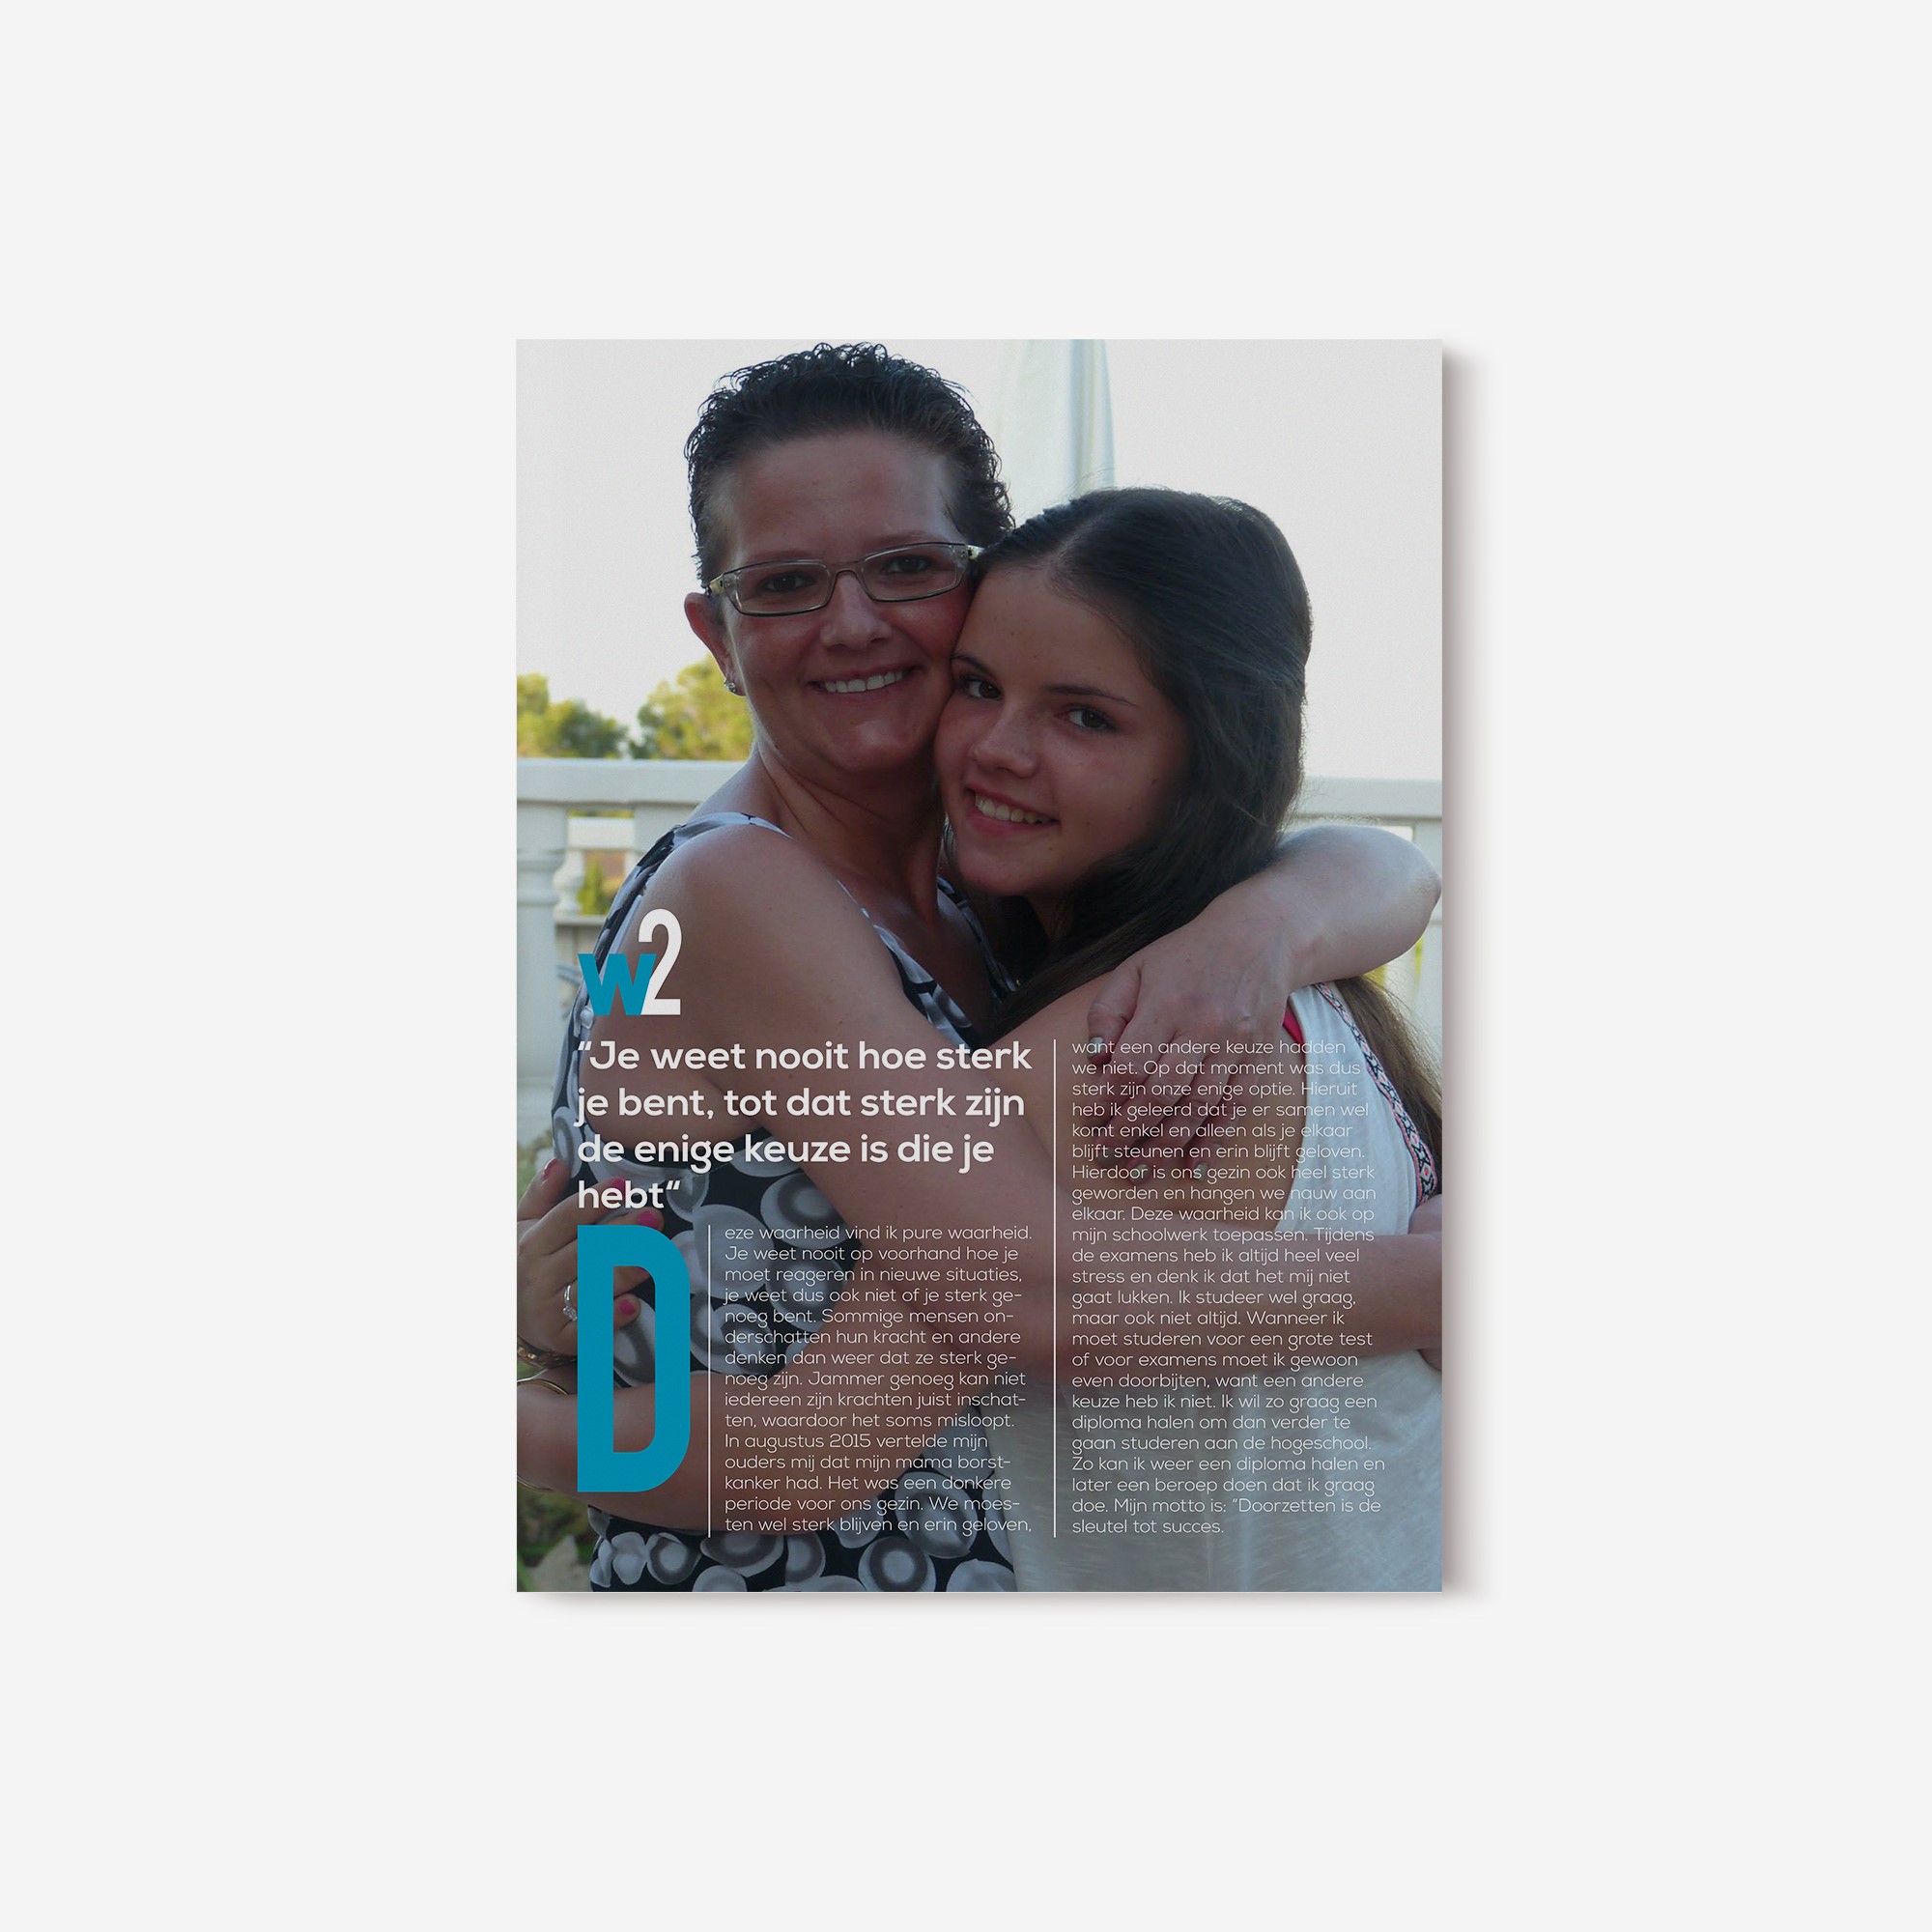 w2
“Je weet nooit hoe sterk
je bent, tot dat sterk zijn
de enige keuze is die je
hebt“
Deze waarheid vind ik pure waarheid.
Je weet nooit op voorhand hoe je
moet reageren in nieuwe situaties,
je weet dus ook niet of je sterk ge-
noeg bent. Sommige mensen on-
derschatten hun kracht en andere
denken dan weer dat ze sterk ge-
noeg zijn. Jammer genoeg kan niet
iedereen zijn krachten juist inschat-
ten, waardoor het soms misloopt.
In augustus 2015 vertelde mijn
ouders mij dat mijn mama borst-
kanker had. Het was een donkere
periode voor ons gezin. We moes-
ten wel sterk blijven en erin geloven,
want een andere keuze hadden
we niet. Op dat moment was dus
sterk zijn onze enige optie. Hieruit
heb ik geleerd dat je er samen wel
komt enkel en alleen als je elkaar
blijft steunen en erin blijft geloven.
Hierdoor is ons gezin ook heel sterk
geworden en hangen we nauw aan
elkaar. Deze waarheid kan ik ook op
mijn schoolwerk toepassen. Tijdens
de examens heb ik altijd heel veel
stress en denk ik dat het mij niet
gaat lukken. Ik studeer wel graag,
maar ook niet altijd. Wanneer ik
moet studeren voor een grote test
of voor examens moet ik gewoon
even doorbijten, want een andere
keuze heb ik niet. Ik wil zo graag een
diploma halen om dan verder te
gaan studeren aan de hogeschool.
Zo kan ik weer een diploma halen en
later een beroep doen dat ik graag
doe. Mijn motto is: “Doorzetten is de
sleutel tot succes.